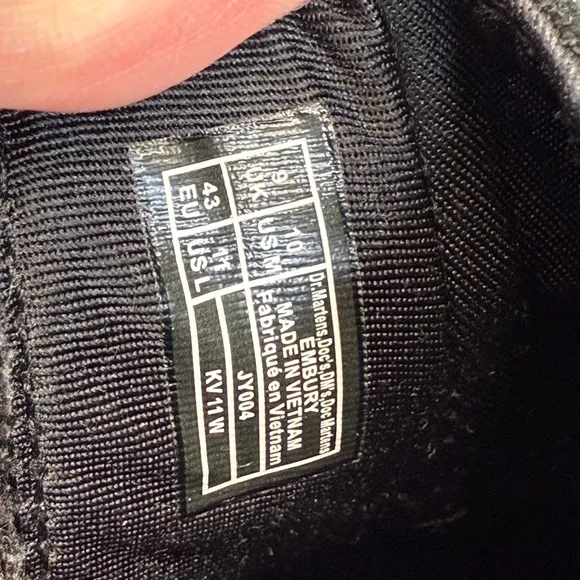 Dr.Martens,Doc's,DM's,Doc Martens
EMBURY
MADE IN VIETNAM
Fabriqué en Vietnam
9 10
UK US M
43 11
EU US L
JY004
KV 11 W